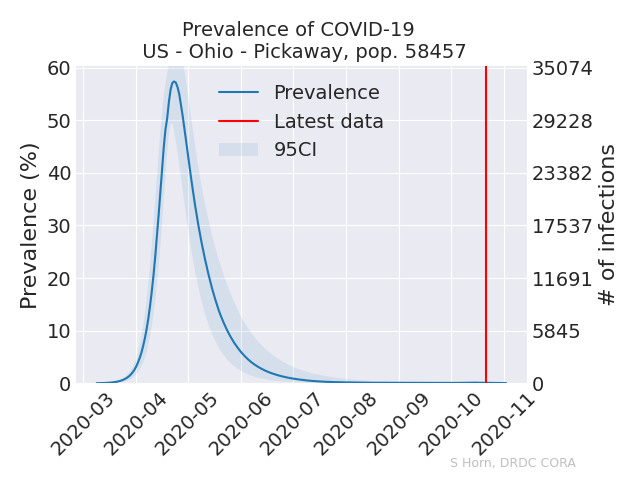 Prevalence of COVID-19
US - Ohio - Pickaway, pop. 58457
Prevalence
Latest data
95CI
Prevalence (%)
60
50
40
30
20
10
0
35074
29228
23382
17537
11691
5845
0
# of infections
2020-03
2020-04
2020-05
2020-06
2020-07
2020-08
2020-09
2020-10
2020-11
S Horn, DRDC CORA